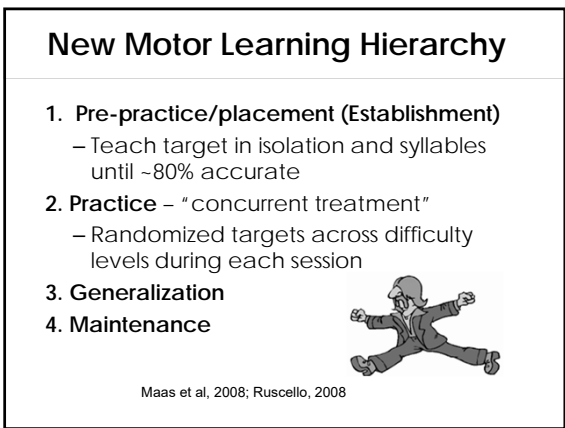 New Motor Learning Hierarchy
1. Pre-practice/placement (Establishment)
– Teach target in isolation and syllables
until ~80% accurate
2. Practice – “concurrent treatment”
– Randomized targets across difficulty
levels during each session
3. Generalization
4. Maintenance
Maas et al, 2008; Ruscello, 2008